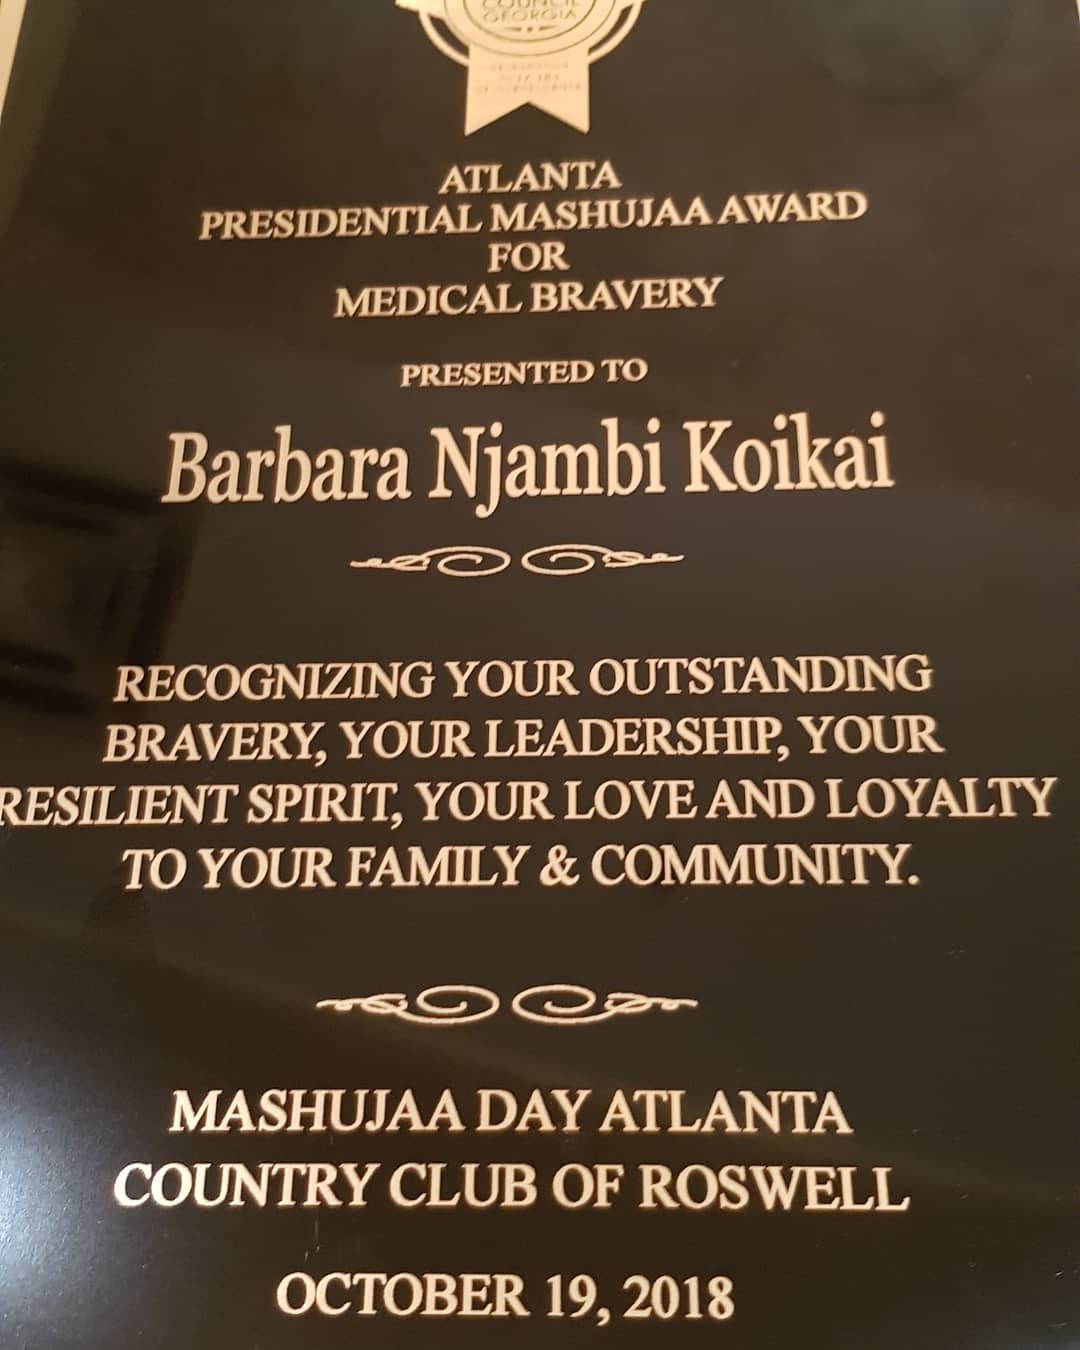 COUNCIL
GEORGIA
ATLANTA
PRESIDENTIAL MASHUJAA AWARD
FOR
MEDICAL BRAVERY
PRESENTED TO
Barbara Njambi Koikai
RECOGNIZING YOUR OUTSTANDING
BRAVERY, YOUR LEADERSHIP, YOUR
RESILIENT SPIRIT, YOUR LOVE AND LOYALTY
TO YOUR FAMILY & COMMUNITY.
MASHUJAA DAY ATLANTA
COUNTRY CLUB OF ROSWELL
OCTOBER 19, 2018